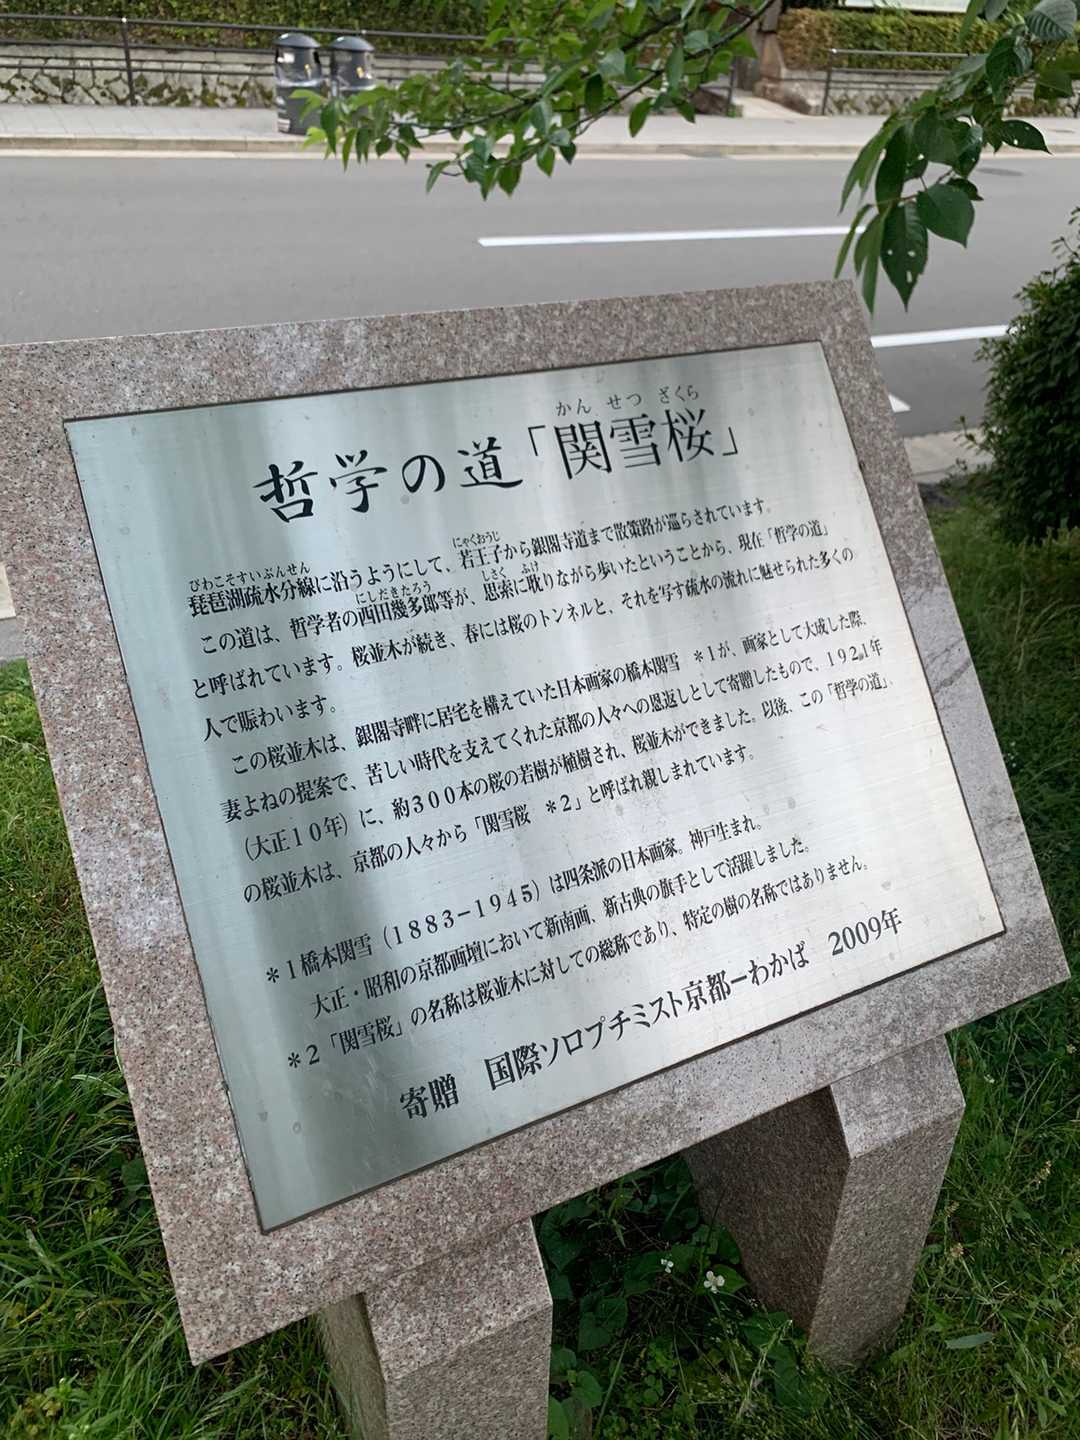 哲学の道「関雪桜」
かん せつ ざくら
びわこそすいぶんせん
にゃくおうじ
琵琶湖疏水分線に沿うようにして、若王子から銀閣寺道まで散策路が巡らされています。
にしだきたろう
しさく ふけ
この道は、哲学者の西田幾多郎等が、思索に耽りながら歩いたということから、現在「哲学の道」
と呼ばれています。桜並木が続き、春には桜のトンネルと、それを写す疏水の流れに魅せられた多くの
人で賑わいます。
この桜並木は、銀閣寺畔に居宅を構えていた日本画家の橋本関雪 *1が、画家として大成した際、
妻よねの提案で、苦しい時代を支えてくれた京都の人々への恩返しとして寄贈したもので、1921年
(大正10年)に、約300本の桜の若樹が植樹され、桜並木ができました。以後、この「哲学の道」
の桜並木は、京都の人々から「関雪桜 *2」と呼ばれ親しまれています。
*1橋本関雪(1883-1945)は四条派の日本画家。神戸生まれ。
大正・昭和の京都画壇において新南画、新古典の旗手として活躍しました。
*2「関雪桜」の名称は桜並木に対しての総称であり、特定の樹の名称ではありません。
寄贈 国際ソロプチミスト京都ーわかば 2009年